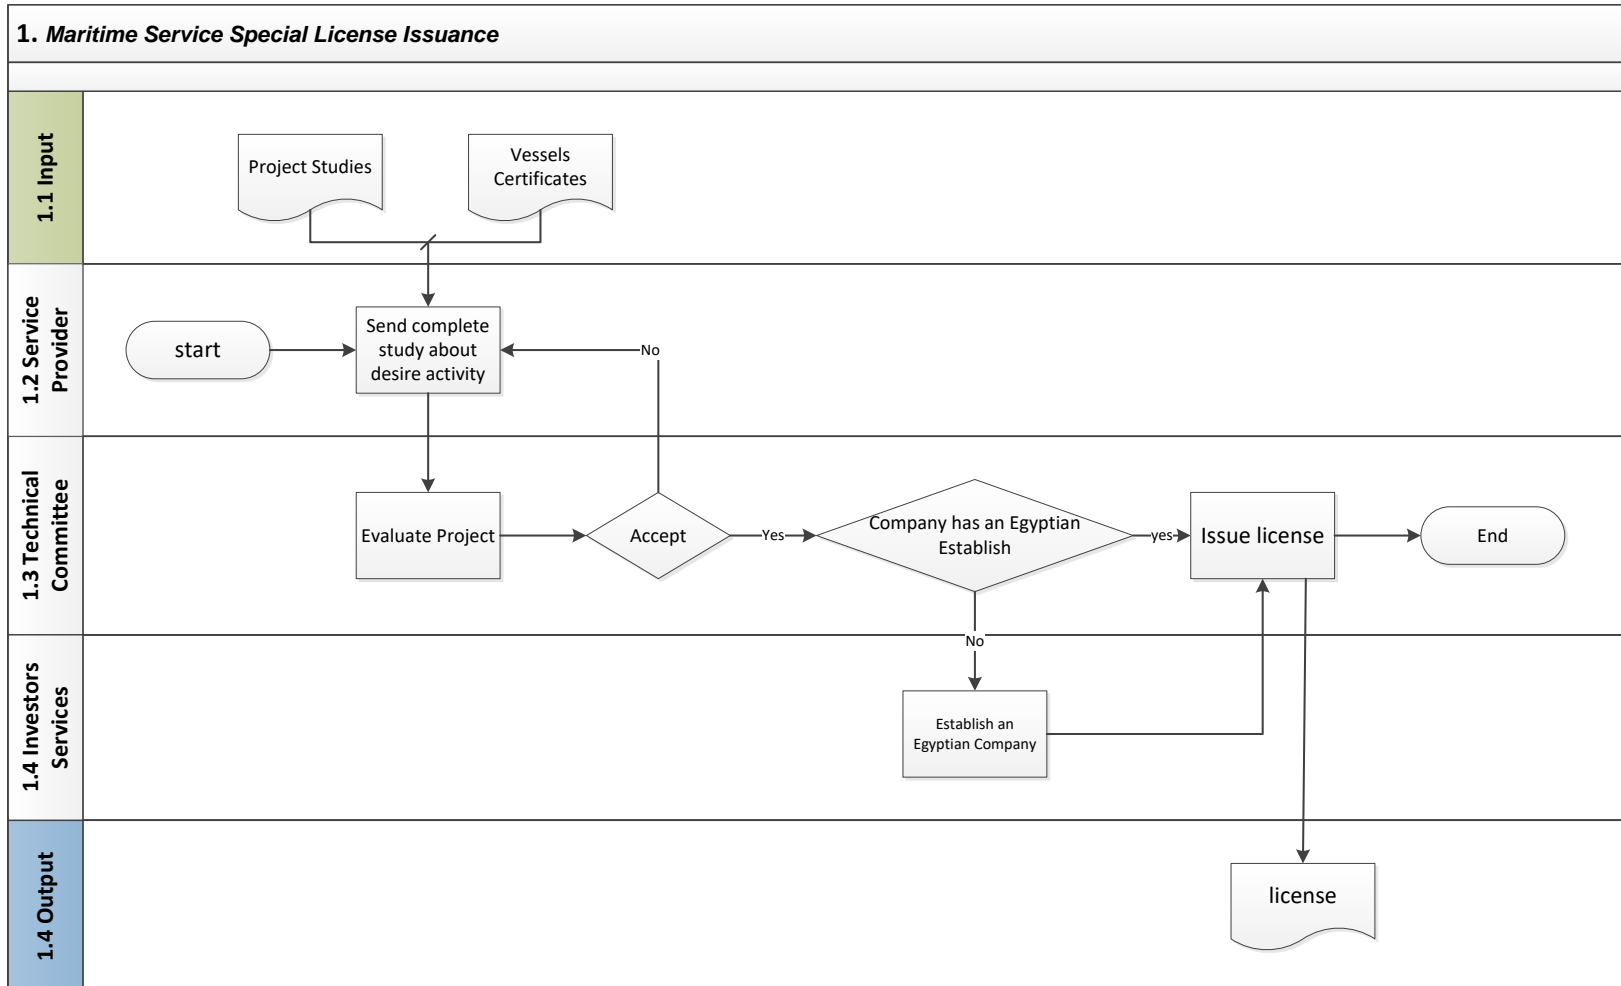 1. Maritime Service Special License Issuance
1.1 Input
Project Studies
Vessels
Certificates
1.2 Service
Provider
start
Send complete
study about
desire activity
No
1.3 Technical
Committee
Evaluate Project
Accept
Yes
Company has an Egyptian
Establish
yes
Issue license
End
No
1.4 Investors
Services
Establish an
Egyptian Company
1.4 Output
license